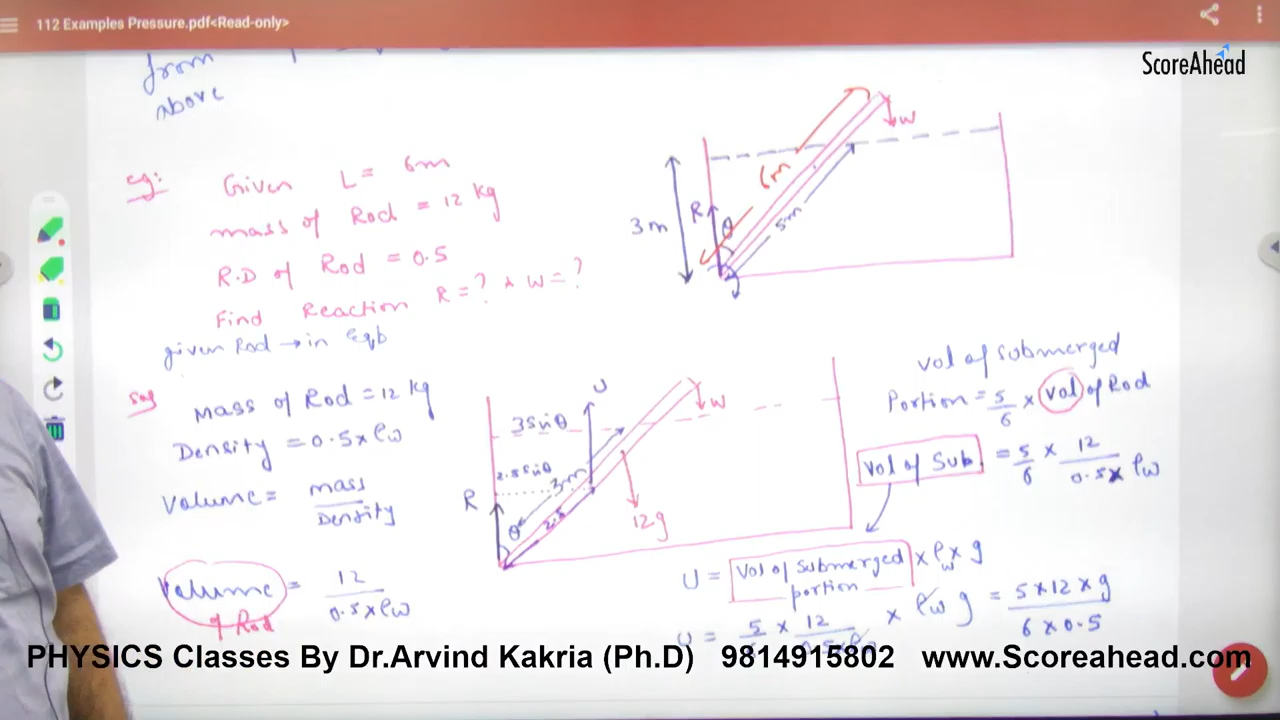 112 Examples Pressure.pdf<Read-only>
ScoreAhead
from
above
eg: Given L = 6m
mass of Rod = 12 kg
R.D of Rod = 0.5
Find Reaction R = ? & W = ?
given Rod → in Eqb
3m
R
θ
6m
5m
W
Sol Mass of Rod = 12 kg
Density = 0.5 x ρw
Volume = mass
Density
Volume = 12
0.5 x ρw
of Rod
R
θ
3 Sinθ
2.5 Sinθ
3m
2.5
U
W
12g
Vol of submerged
Portion = 5/6 x Vol of Rod
Vol of Sub. = 5/6 x 12
0.5 x ρw
U = Vol of submerged portion x ρw x g
U = 5 x 12 x ρw g = 5 x 12 x g
6 x 0.5
PHYSICS Classes By Dr.Arvind Kakria (Ph.D) 9814915802 www.Scoreahead.com